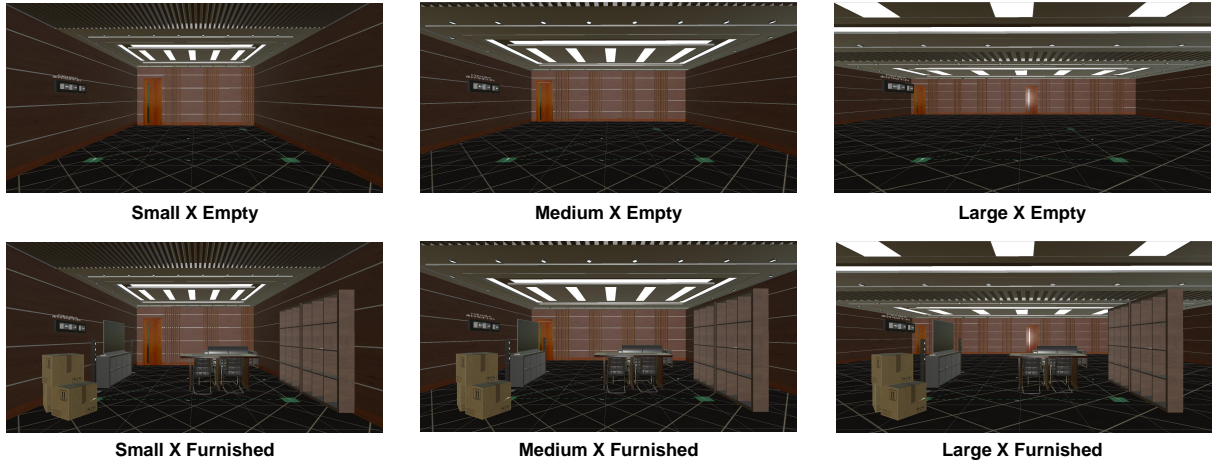 Small X Empty
Medium X Empty
Large X Empty
Small X Furnished
Medium X Furnished
Large X Furnished